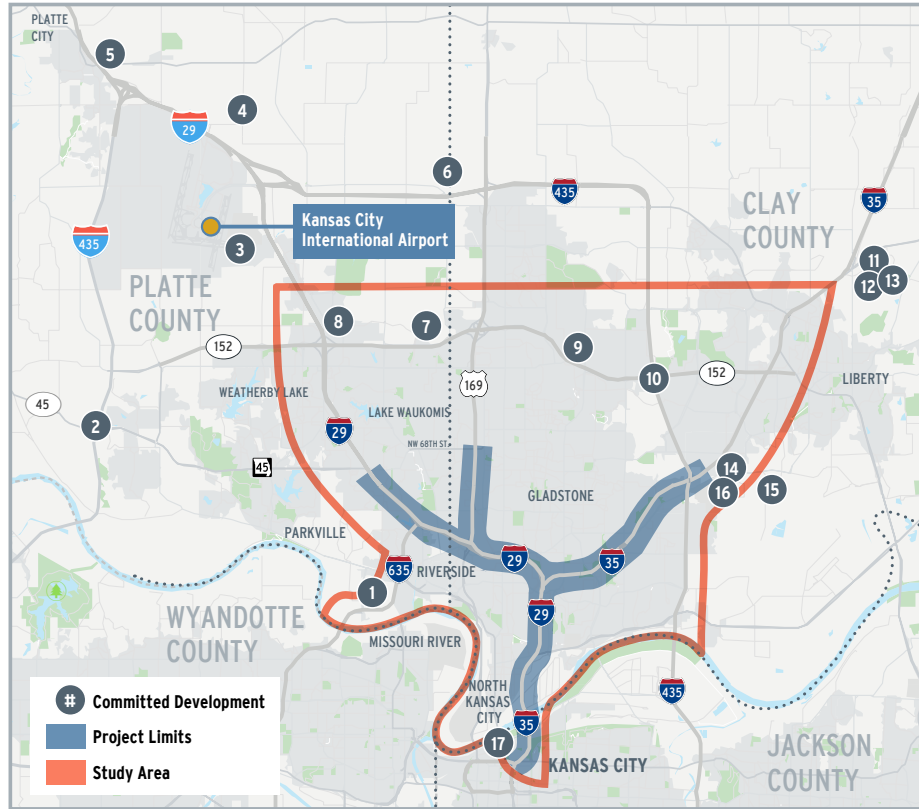 PLATTE
CITY
5
4
29
6
435
CLAY
COUNTY
35
Kansas City
International Airport
435
3
11
12
13
PLATTE
COUNTY
8
7
9
152
10
152
169
WEATHERBY LAKE
LIBERTY
45
2
LAKE WAUKOMIS
29
NW 68TH ST.
45
14
15
16
GLADSTONE
PARKVILLE
635
RIVERSIDE
29
35
1
29
WYANDOTTE
COUNTY
MISSOURI RIVER
NORTH
KANSAS
CITY
435
35
17
KANSAS CITY
JACKSON
COUNTY
# Committed Development
Project Limits
Study Area